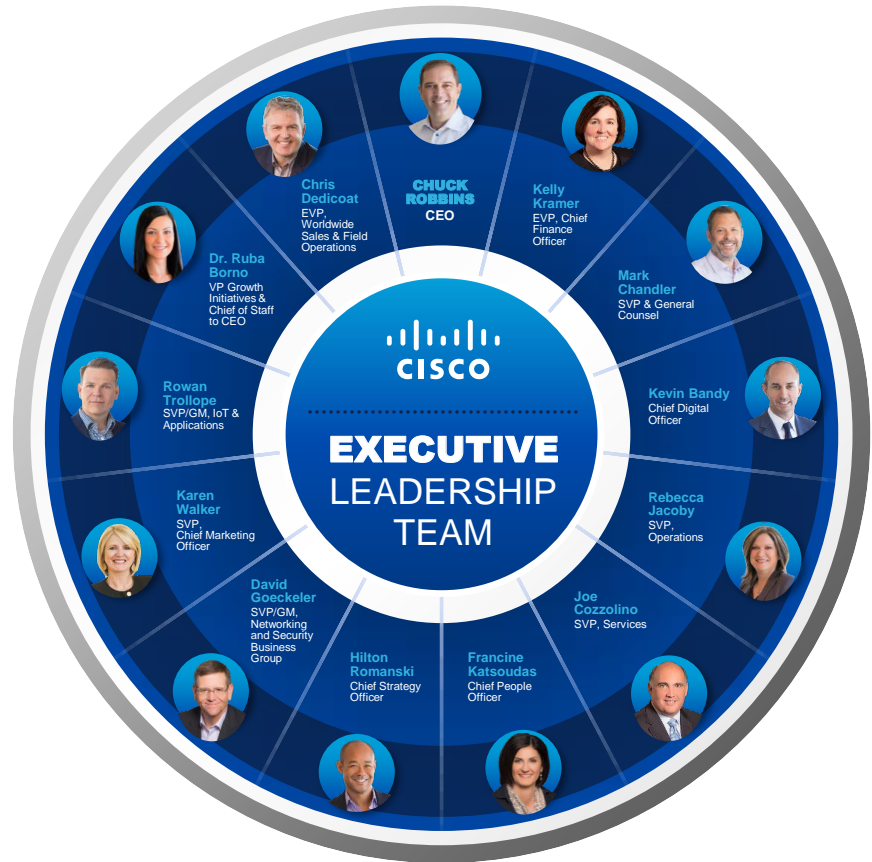 CHUCK
ROBBINS
CEO
Kelly
Kramer
EVP, Chief
Finance
Officer
Mark
Chandler
SVP & General
Counsel
Kevin Bandy
Chief Digital
Officer
Rebecca
Jacoby
SVP,
Operations
Joe
Cozzolino
SVP, Services
Francine
Katsoudas
Chief People
Officer
Hilton
Romanski
Chief Strategy
Officer
David
Goeckeler
SVP/GM,
Networking
and Security
Business
Group
Karen
Walker
SVP,
Chief Marketing
Officer
Rowan
Trollope
SVP/GM, IoT &
Applications
Dr. Ruba
Borno
VP Growth
Initiatives &
Chief of Staff
to CEO
Chris
Dedicoat
EVP,
Worldwide
Sales & Field
Operations
CISCO
EXECUTIVE
LEADERSHIP
TEAM